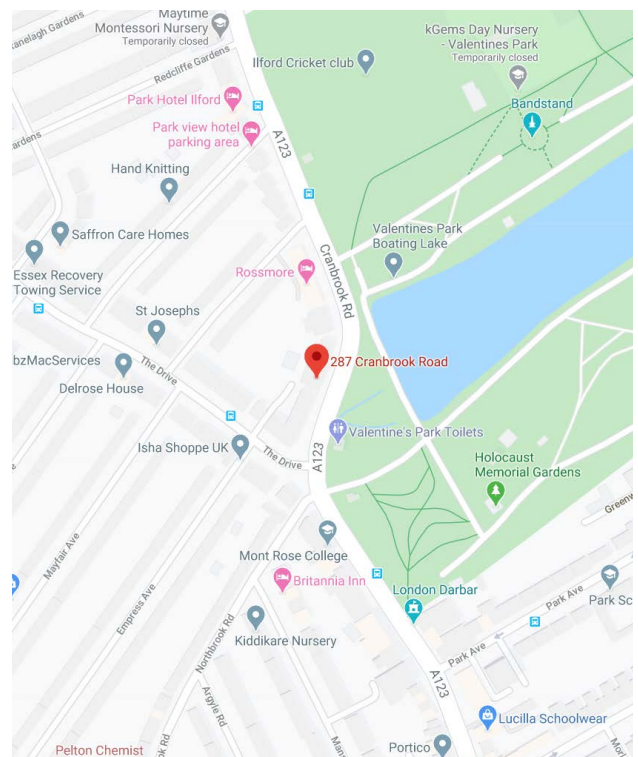 Maytime
Montessori Nursery
Temporarily closed
kGems Day Nursery
- Valentines Park
Temporarily closed
Redcliffe Gardens
Ilford Cricket club
Park Hotel Ilford
Bandstand
Park view hotel
parking area
A123
Hand Knitting
Saffron Care Homes
Valentines Park
Boating Lake
Cranbrook Rd
Rossmore
Essex Recovery
Towing Service
St Josephs
bzMacServices
The Drive
287 Cranbrook Road
Delrose House
Valentine's Park Toilets
Isha Shoppe UK
The Drive
A123
Holocaust
Memorial Gardens
Mayfair Ave
Empress Ave
Mont Rose College
Britannia Inn
London Darbar
Park Ave
Park Sc
Northbrook Rd
Kiddikare Nursery
Park Ave
A123
Argyle Rd
Lucilla Schoolwear
Pelton Chemist
Portico